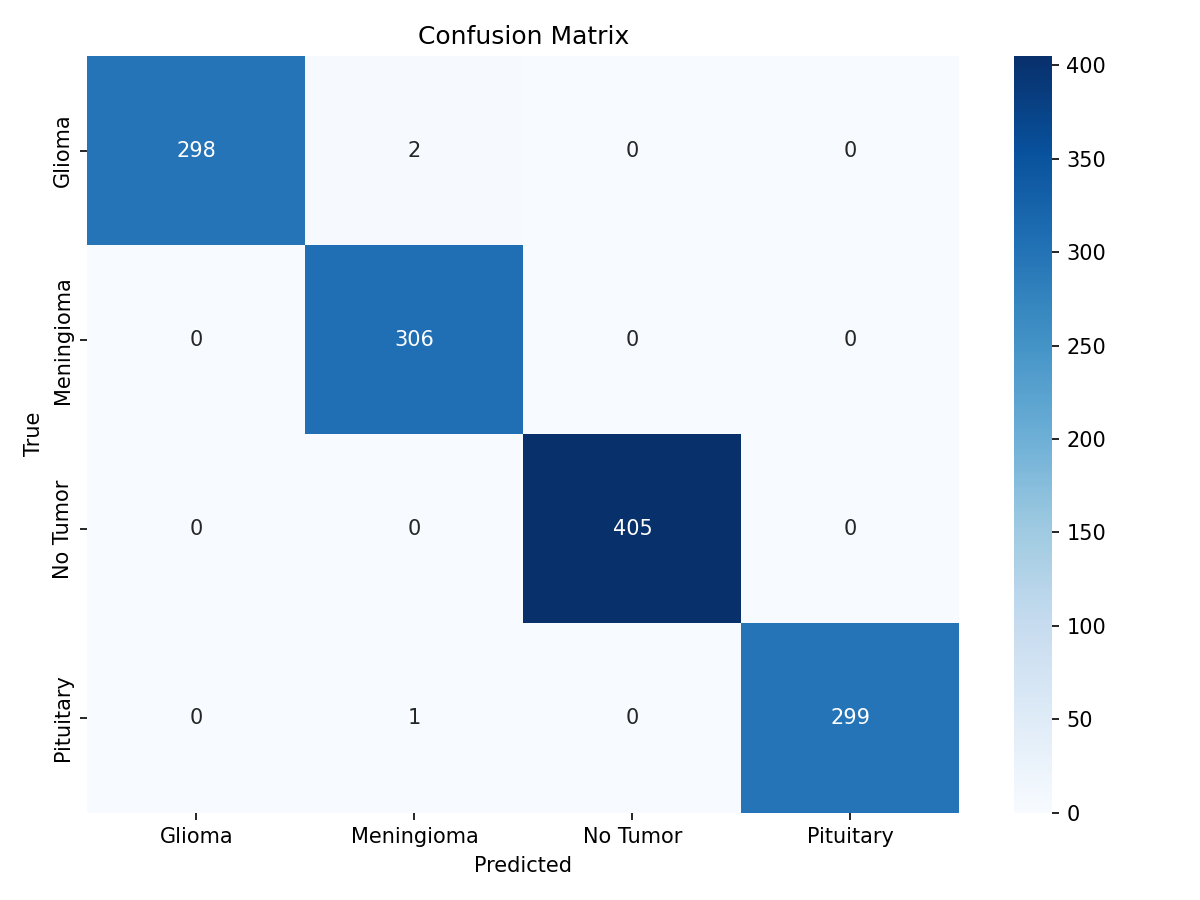 Confusion Matrix
True
Glioma
298 2 0 0
Meningioma
0 306 0 0
No Tumor
0 0 405 0
Pituitary
0 1 0 299
Glioma Meningioma No Tumor Pituitary
Predicted
400
350
300
250
200
150
100
50
0